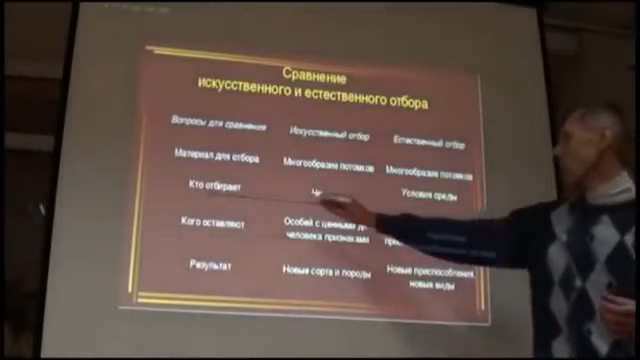 Сравнение
искусственного и естественного отбора
Вопросы для сравнения Искусственный отбор Естественный отбор
Материал для отбора Многообразие потомков Многообразие потомков
Кто отбирает Условия среды
Кого оставляют Особей с ценными
человека признаками
Результат Новые сорта и породы Новые приспособления,
новые виды